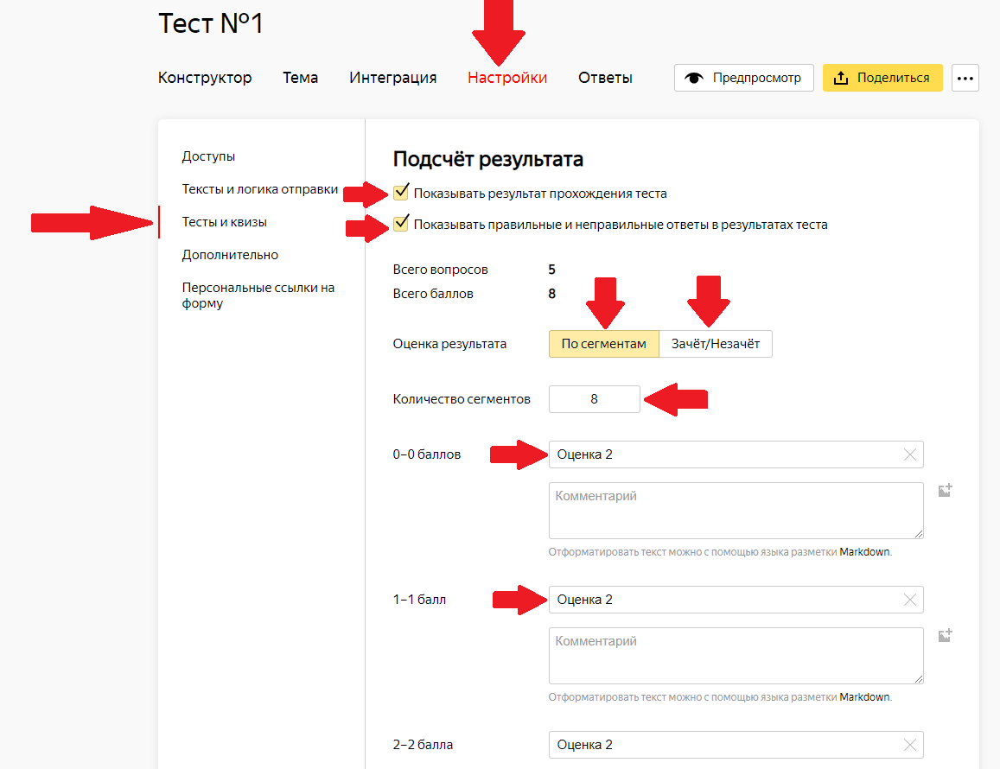 Тест №1
Конструктор Тема Интеграция Настройки Ответы Предпросмотр Поделиться
Доступы
Тексты и логика отправки
Тесты и квизы
Дополнительно
Персональные ссылки на
форму
Подсчёт результата
Показывать результат прохождения теста
Показывать правильные и неправильные ответы в результатах теста
Всего вопросов 5
Всего баллов 8
Оценка результата По сегментам Зачёт/Незачёт
Количество сегментов 8
0–0 баллов Оценка 2
Комментарий
Отформатировать текст можно с помощью языка разметки Markdown.
1–1 балл Оценка 2
Комментарий
Отформатировать текст можно с помощью языка разметки Markdown.
2–2 балла Оценка 2